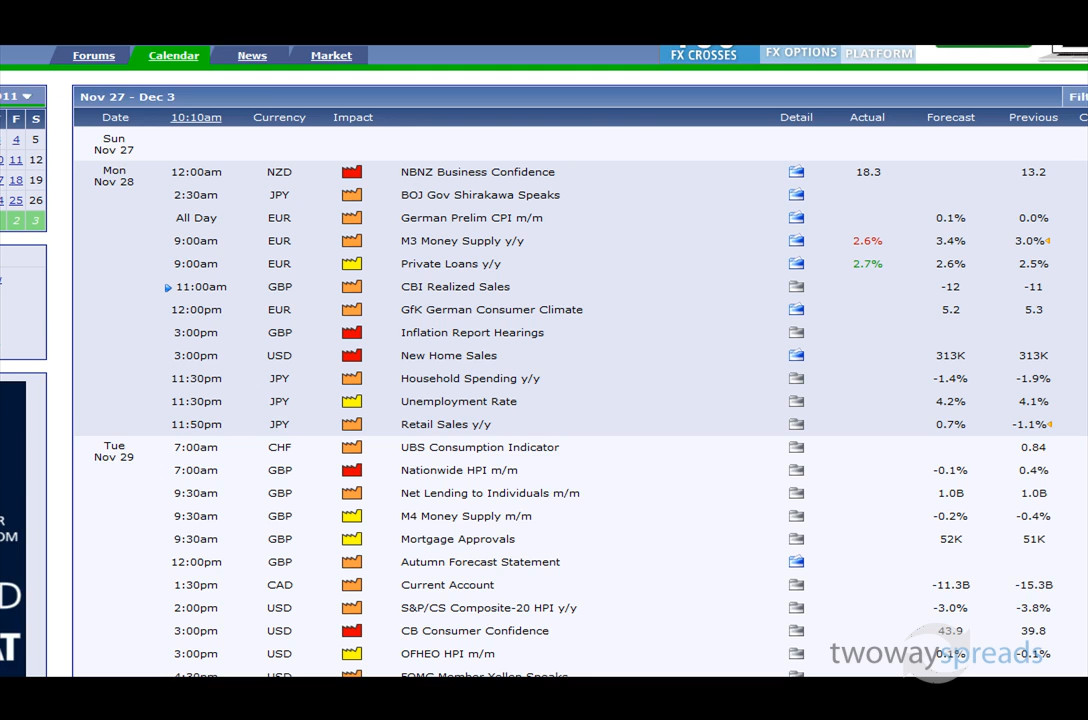 Forums Calendar News Market FX CROSSES FX OPTIONS PLATFORM
Nov 27 - Dec 3
Date 10:10am Currency Impact Detail Actual Forecast Previous
Sun
Nov 27
Mon
Nov 28
12:00am NZD NBNZ Business Confidence 18.3 13.2
2:30am JPY BOJ Gov Shirakawa Speaks
All Day EUR German Prelim CPI m/m 0.1% 0.0%
9:00am EUR M3 Money Supply y/y 2.6% 3.4% 3.0%
9:00am EUR Private Loans y/y 2.7% 2.6% 2.5%
11:00am GBP CBI Realized Sales -12 -11
12:00pm EUR GfK German Consumer Climate 5.2 5.3
3:00pm GBP Inflation Report Hearings
3:00pm USD New Home Sales 313K 313K
11:30pm JPY Household Spending y/y -1.4% -1.9%
11:30pm JPY Unemployment Rate 4.2% 4.1%
11:50pm JPY Retail Sales y/y 0.7% -1.1%
Tue
Nov 29
7:00am CHF UBS Consumption Indicator 0.84
7:00am GBP Nationwide HPI m/m -0.1% 0.4%
9:30am GBP Net Lending to Individuals m/m 1.0B 1.0B
9:30am GBP M4 Money Supply m/m -0.2% -0.4%
9:30am GBP Mortgage Approvals 52K 51K
12:00pm GBP Autumn Forecast Statement
1:30pm CAD Current Account -11.3B -15.3B
2:00pm USD S&P/CS Composite-20 HPI y/y -3.0% -3.8%
3:00pm USD CB Consumer Confidence 43.9 39.8
3:00pm USD OFHEO HPI m/m 0.1% -0.1%
4:30pm USD FOMC Member Yellen Speaks
twowayspreads
F S
4 5
11 12
18 19
25 26
2 3